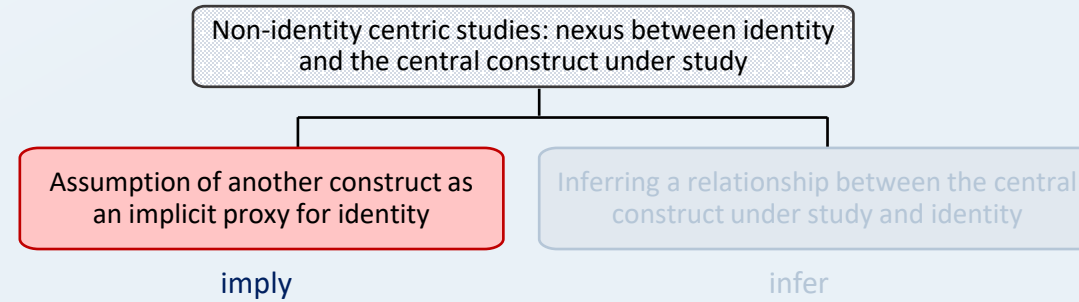 Non-identity centric studies: nexus between identity
and the central construct under study
Assumption of another construct as
an implicit proxy for identity
Inferring a relationship between the central
construct under study and identity
imply
infer